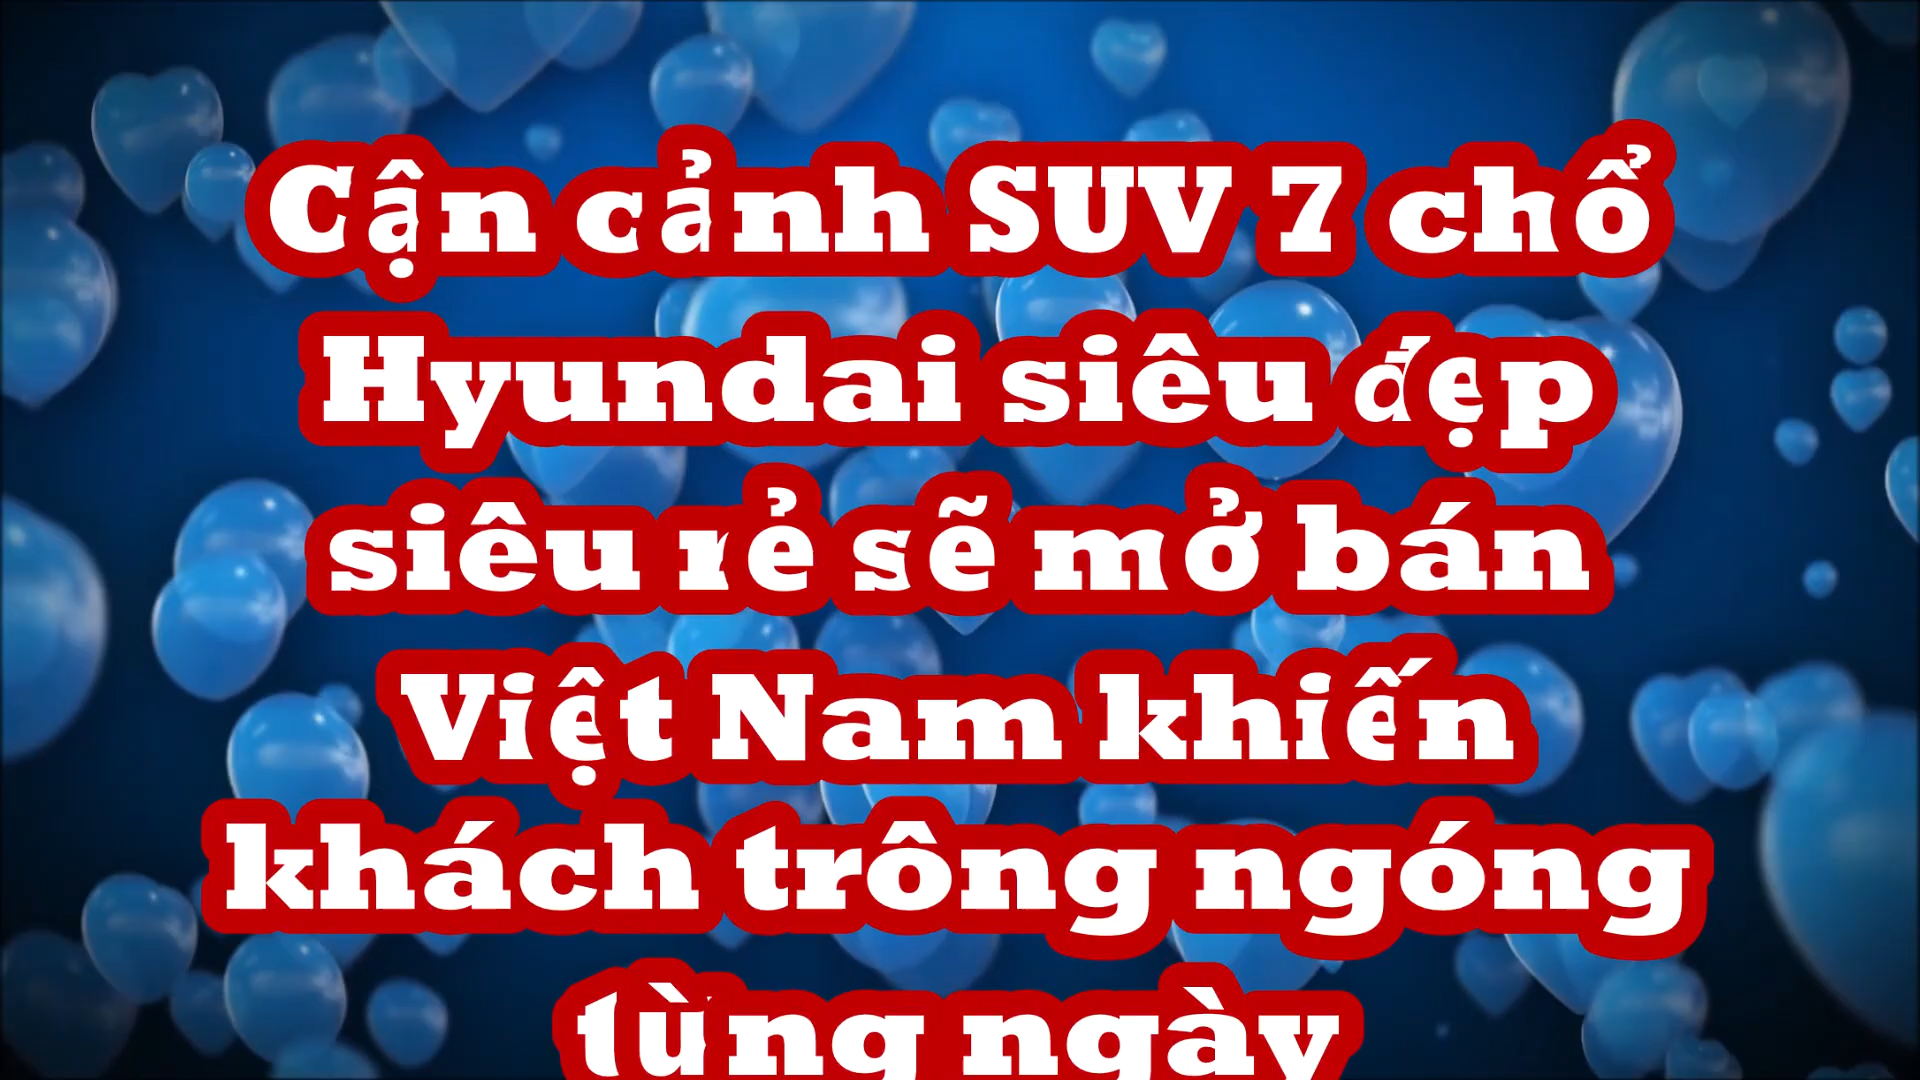 Cận cảnh SUV 7 chổ
Hyundai siêu đẹp
siêu rẻ sẽ mở bán
Việt Nam khiến
khách trông ngóng
từng ngày